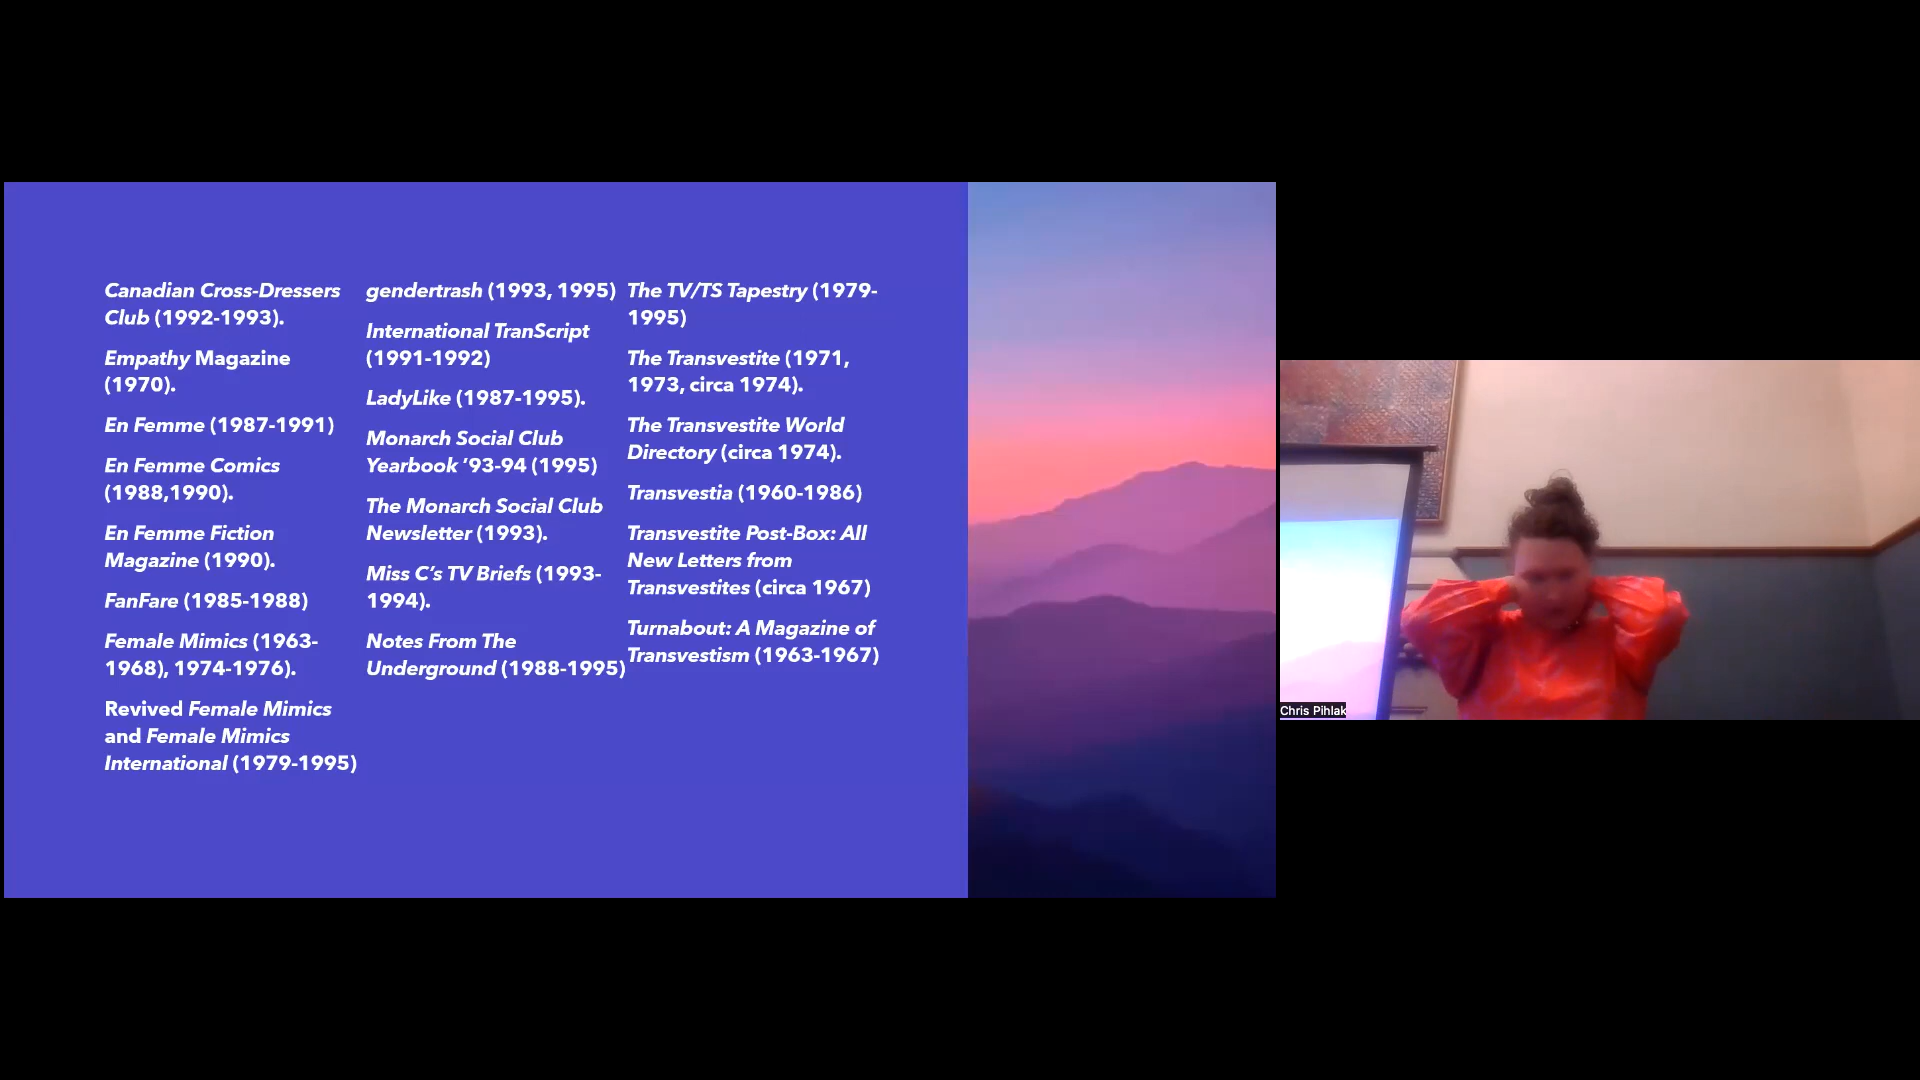 Canadian Cross-Dressers
Club (1992-1993).
Empathy Magazine
(1970).
En Femme (1987-1991)
En Femme Comics
(1988,1990).
En Femme Fiction
Magazine (1990).
FanFare (1985-1988)
Female Mimics (1963-
1968), 1974-1976).
Revived Female Mimics
and Female Mimics
International (1979-1995)
gendertrash (1993, 1995)
International TranScript
(1991-1992)
LadyLike (1987-1995).
Monarch Social Club
Yearbook ’93-94 (1995)
The Monarch Social Club
Newsletter (1993).
Miss C’s TV Briefs (1993-
1994).
Notes From The
Underground (1988-1995)
The TV/TS Tapestry (1979-
1995)
The Transvestite (1971,
1973, circa 1974).
The Transvestite World
Directory (circa 1974).
Transvestia (1960-1986)
Transvestite Post-Box: All
New Letters from
Transvestites (circa 1967)
Turnabout: A Magazine of
Transvestism (1963-1967)
Chris Pihlak